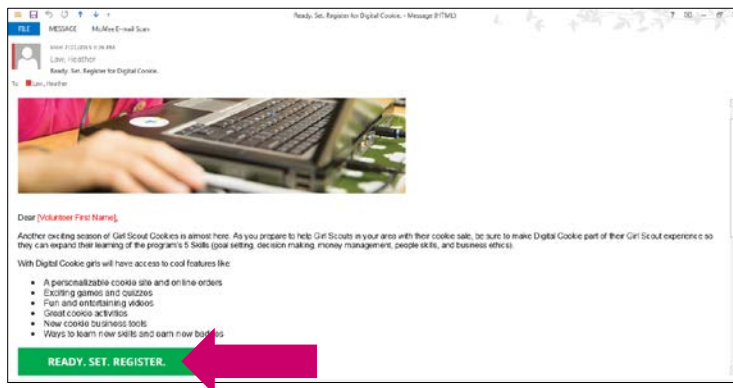 Ready. Set. Register for Digital Cookie. - Message (HTML)
FILE MESSAGE McAfee E-mail Scan
Law, Heather
Ready. Set. Register for Digital Cookie.
To Law, Heather
Dear [Volunteer First Name],
Another exciting season of Girl Scout Cookies is almost here. As you prepare to help Girl Scouts in your area with their cookie sale, be sure to make Digital Cookie part of their Girl Scout experience so
they can expand their learning of the program's 5 Skills (goal setting, decision making, money management, people skills, and business ethics).
With Digital Cookie girls will have access to cool features like
• A personalizable cookie site and online orders
• Exciting games and quizzes
• Fun and entertaining videos
• Great cookie activities
• New cookie business tools
• Ways to learn new skills and earn new badges
READY. SET. REGISTER.